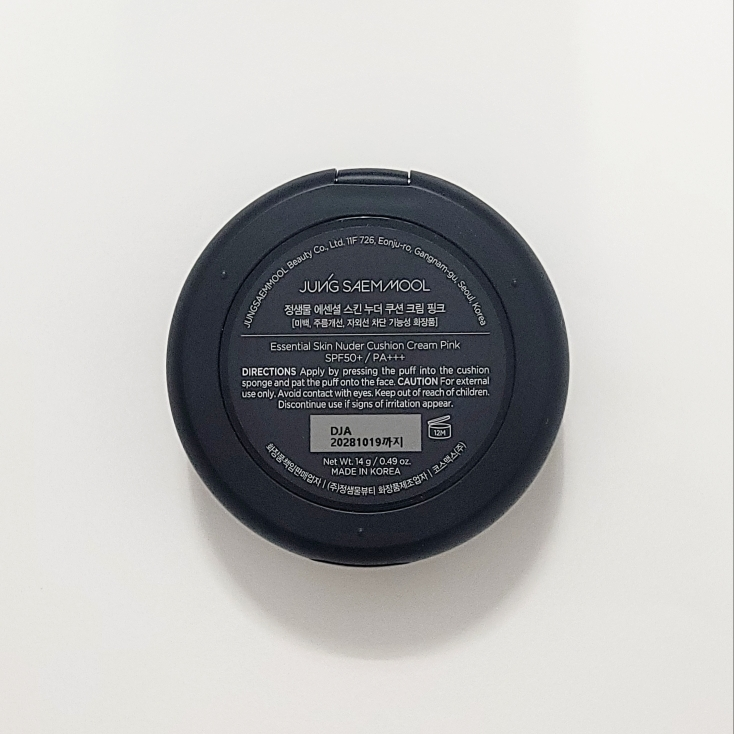 JUNGSAEMMOOL Beauty Co., Ltd. 11F 726, Eonju-ro, Gangnam-gu, Seoul, Korea
JUNG SAEM MOOL
정샘물 에센셜 스킨 누더 쿠션 크림 핑크
[미백, 주름개선, 자외선 차단 기능성 화장품]
Essential Skin Nuder Cushion Cream Pink
SPF50+ / PA+++
DIRECTIONS Apply by pressing the puff into the cushion
sponge and pat the puff onto the face. CAUTION For external
use only. Avoid contact with eyes. Keep out of reach of children.
Discontinue use if signs of irritation appear.
DJA
20281019까지
12M
Net Wt. 14 g / 0.49 oz.
MADE IN KOREA
화장품책임판매업자 | (주)정샘물뷰티 화장품제조업자 | 코스맥스(주)